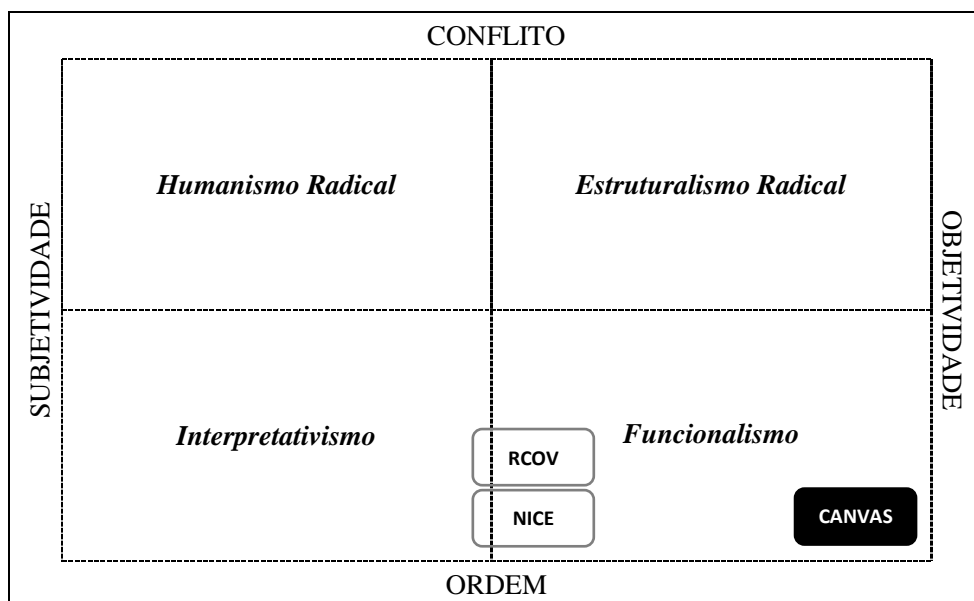 CONFLITO
Humanismo Radical
Estruturalismo Radical
SUBJETIVIDADE
OBJETIVIDADE
Interpretativismo
Funcionalismo
RCOV
NICE
CANVAS
ORDEM